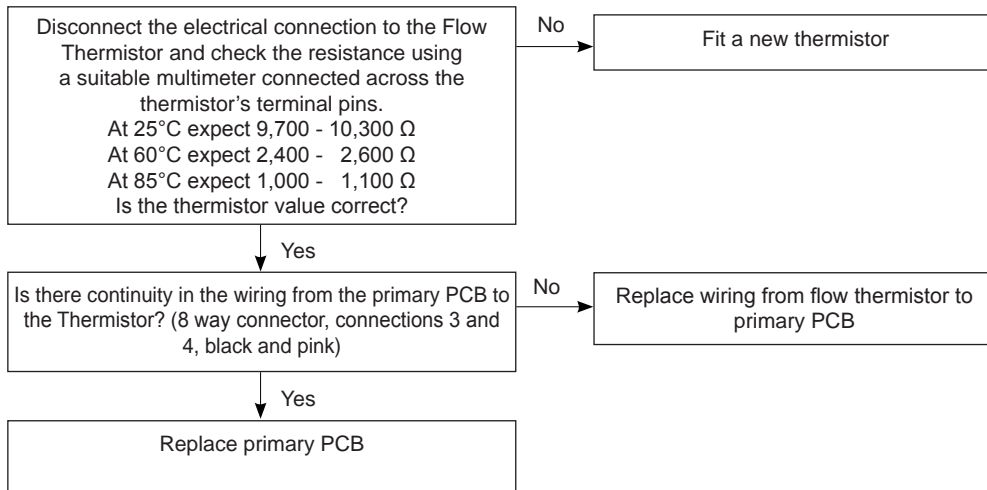 Disconnect the electrical connection to the Flow
Thermistor and check the resistance using
a suitable multimeter connected across the
thermistor's terminal pins.
At 25°C expect 9,700 - 10,300 Ω
At 60°C expect 2,400 - 2,600 Ω
At 85°C expect 1,000 - 1,100 Ω
Is the thermistor value correct?
No
Fit a new thermistor
Yes
Is there continuity in the wiring from the primary PCB to
the Thermistor? (8 way connector, connections 3 and
4, black and pink)
No
Replace wiring from flow thermistor to
primary PCB
Yes
Replace primary PCB